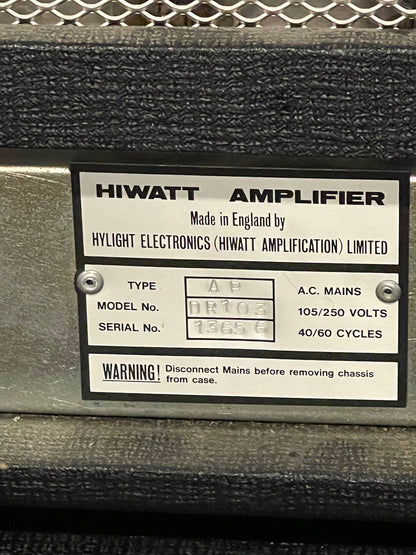 HIWATT AMPLIFIER
Made in England by
HYLIGHT ELECTRONICS (HIWATT AMPLIFICATION) LIMITED
TYPE AP A.C. MAINS
MODEL No. DR103 105/250 VOLTS
SERIAL No. 13656 40/60 CYCLES
WARNING! Disconnect Mains before removing chassis
from case.